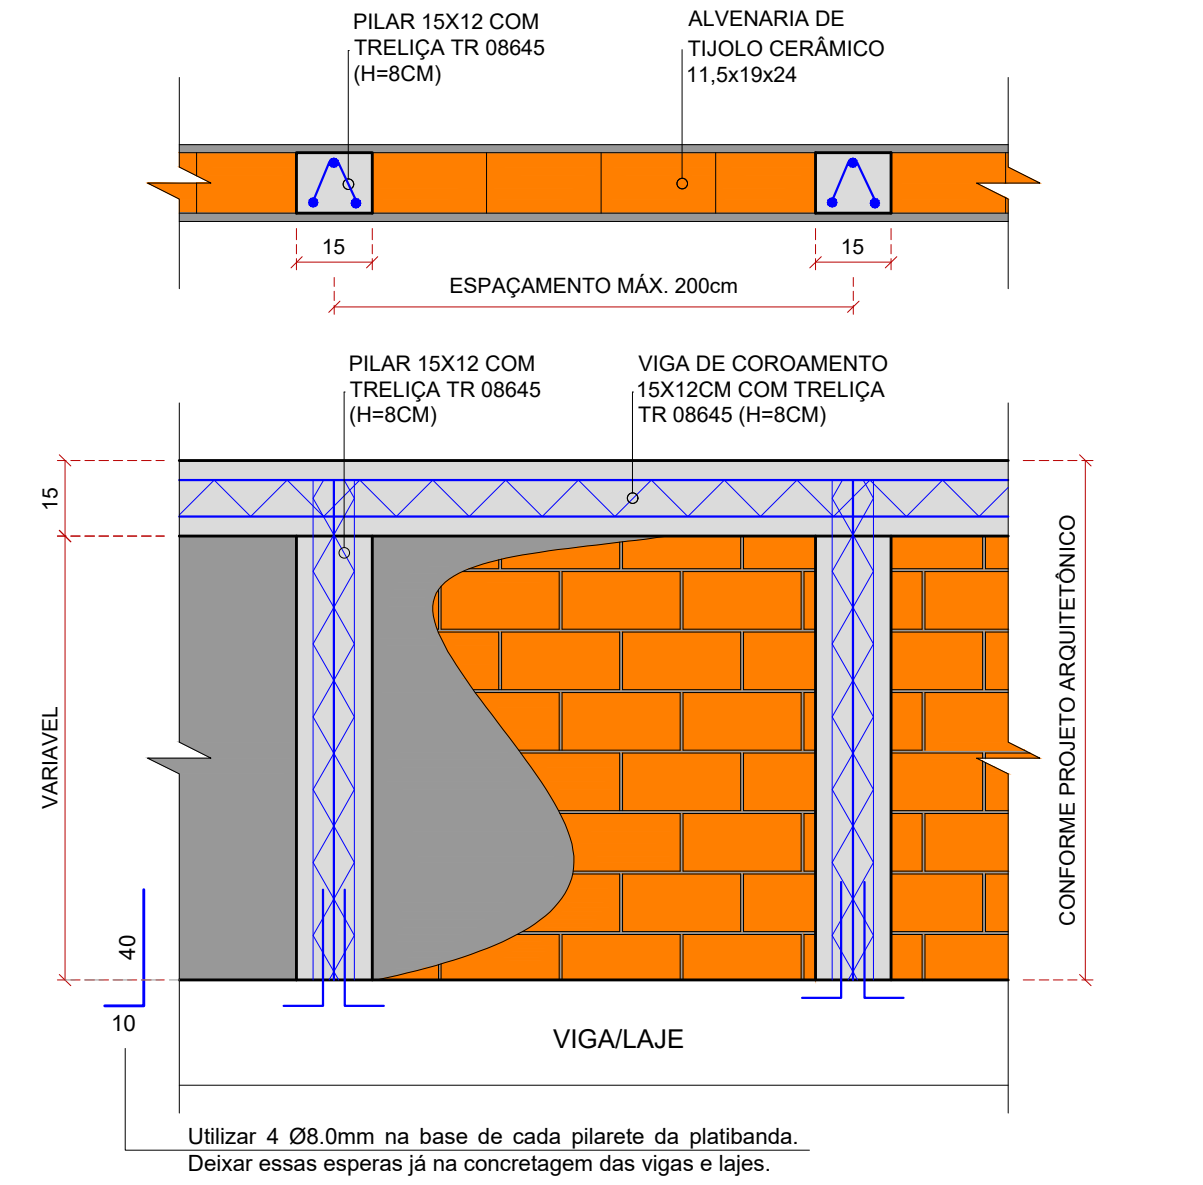 PILAR 15X12 COM
TRELIÇA TR 08645
(H=8CM)
ALVENARIA DE
TIJOLO CERÂMICO
11,5x19x24
15
15
ESPAÇAMENTO MÁX. 200cm
PILAR 15X12 COM
TRELIÇA TR 08645
(H=8CM)
VIGA DE COROAMENTO
15X12CM COM TRELIÇA
TR 08645 (H=8CM)
15
VARIAVEL
CONFORME PROJETO ARQUITETÔNICO
40
10
VIGA/LAJE
Utilizar 4 Ø8.0mm na base de cada pilarete da platibanda.
Deixar essas esperas já na concretagem das vigas e lajes.